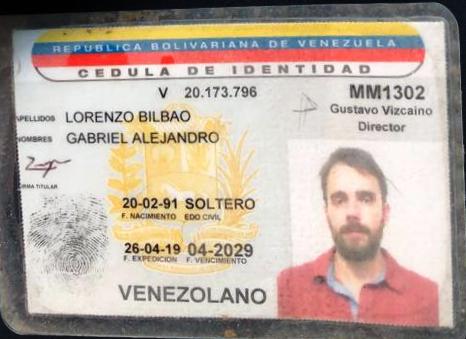 REPUBLICA BOLIVARIANA DE VENEZUELA
CEDULA DE IDENTIDAD
V 20.173.796
MM1302
Gustavo Vizcaino
Director
APELLIDOS LORENZO BILBAO
NOMBRES GABRIEL ALEJANDRO
FIRMA TITULAR
20-02-91 SOLTERO
F. NACIMIENTO EDO CIVIL
26-04-19 04-2029
F. EXPEDICION F. VENCIMIENTO
VENEZOLANO